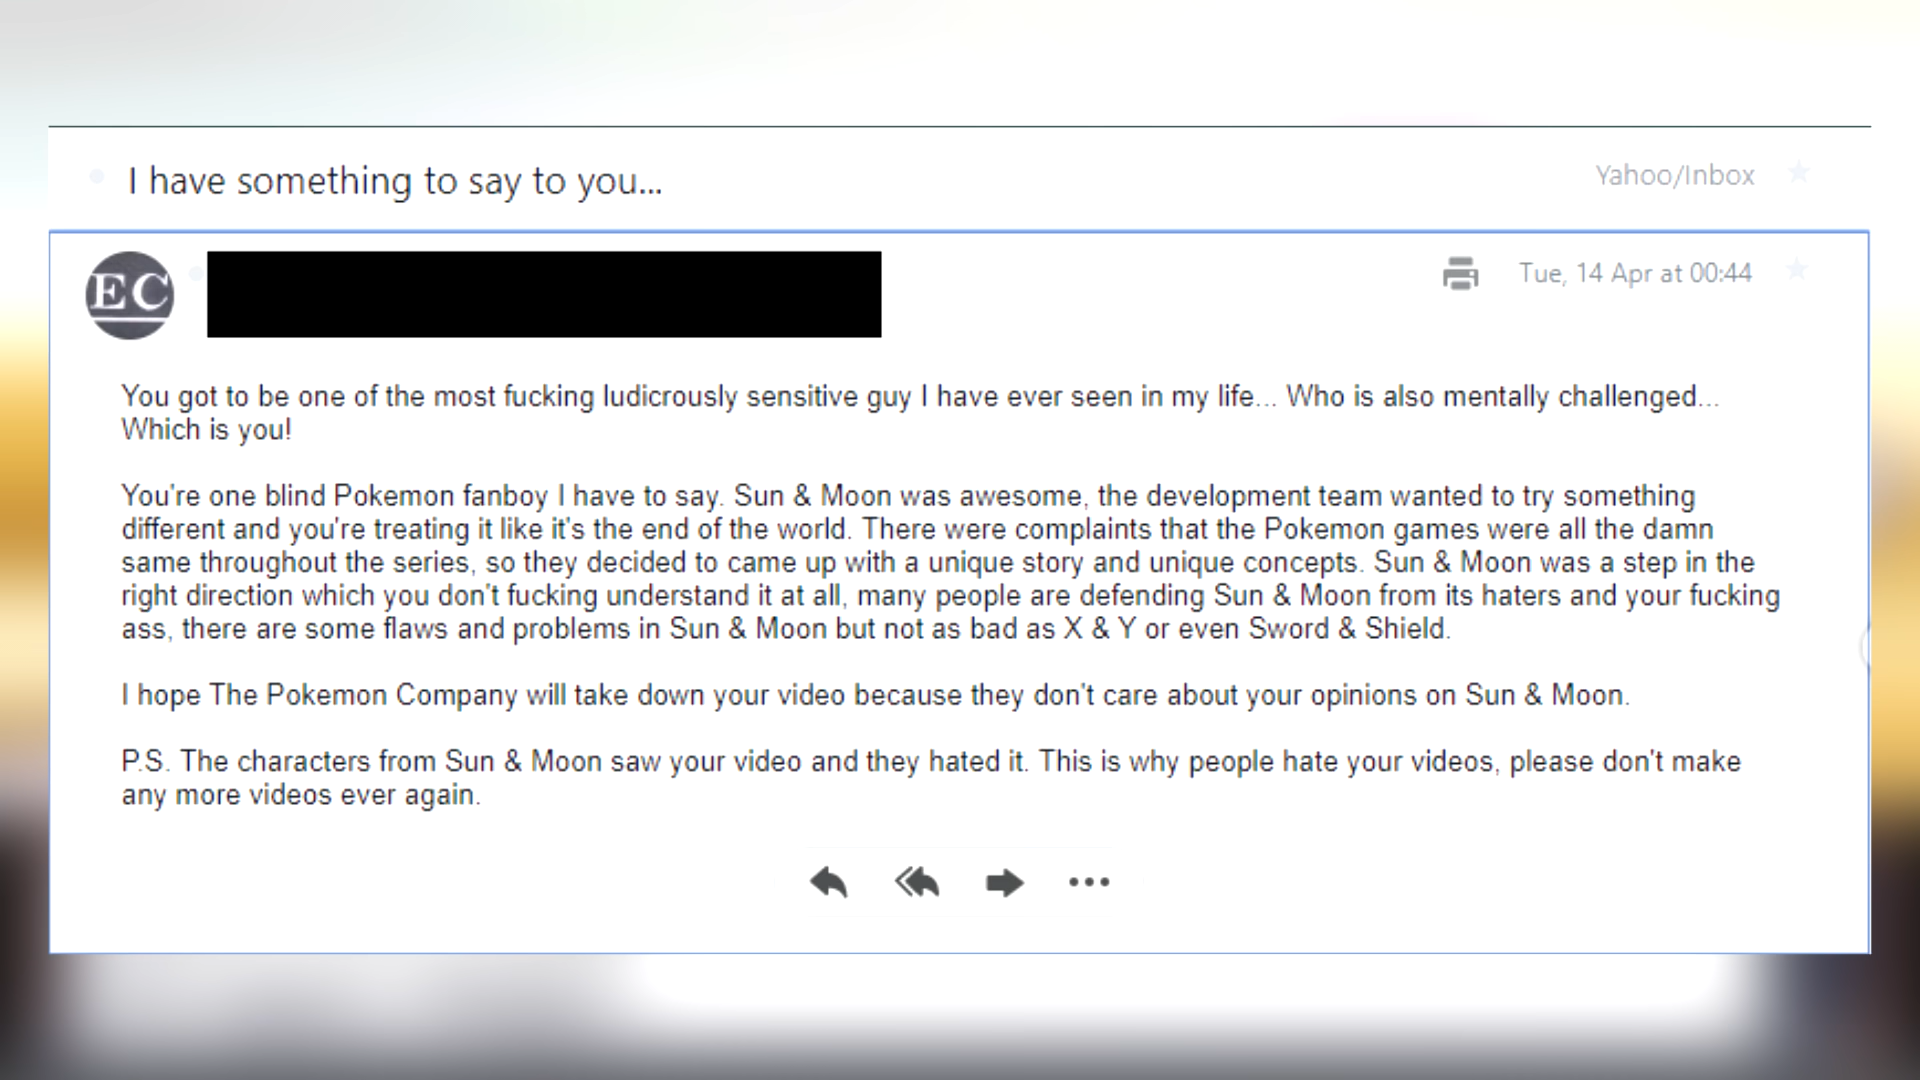 I have something to say to you...
Yahoo/Inbox
EC
Tue, 14 Apr at 00:44
You got to be one of the most fucking ludicrously sensitive guy I have ever seen in my life... Who is also mentally challenged...
Which is you!
You're one blind Pokemon fanboy I have to say. Sun & Moon was awesome, the development team wanted to try something
different and you're treating it like it's the end of the world. There were complaints that the Pokemon games were all the damn
same throughout the series, so they decided to came up with a unique story and unique concepts. Sun & Moon was a step in the
right direction which you don't fucking understand it at all, many people are defending Sun & Moon from its haters and your fucking
ass, there are some flaws and problems in Sun & Moon but not as bad as X & Y or even Sword & Shield.
I hope The Pokemon Company will take down your video because they don't care about your opinions on Sun & Moon.
P.S. The characters from Sun & Moon saw your video and they hated it. This is why people hate your videos, please don't make
any more videos ever again.